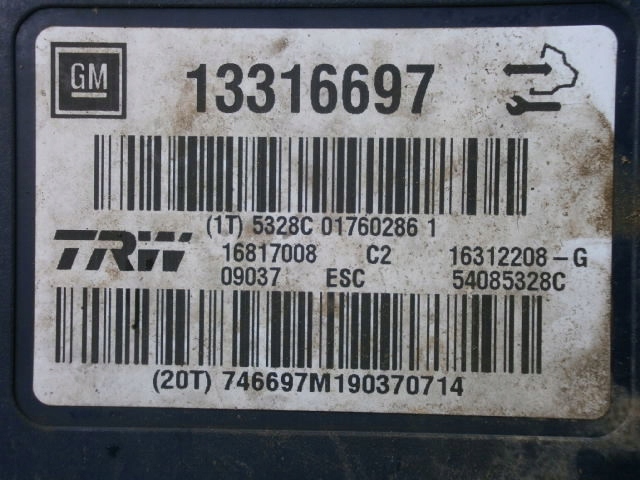 GM 13316697
(1T) 5328C 01760286 1
TRW 16817008 C2 16312208-G
09037 ESC 54085328C
(20T) 746697M190370714